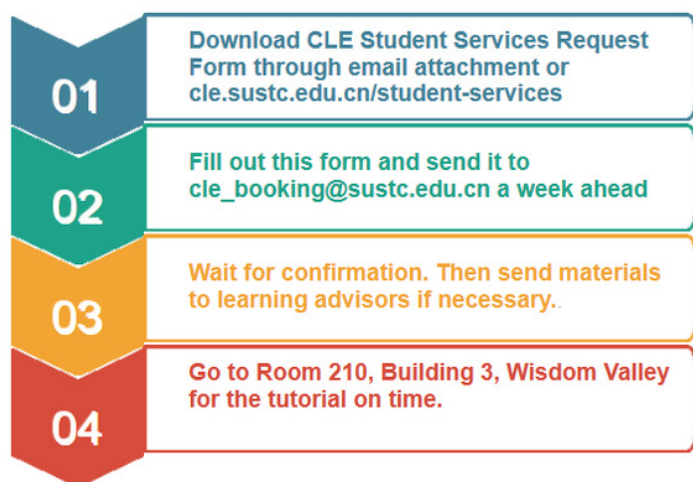 01
Download CLE Student Services Request
Form through email attachment or
cle.sustc.edu.cn/student-services
02
Fill out this form and send it to
cle_booking@sustc.edu.cn a week ahead
03
Wait for confirmation. Then send materials
to learning advisors if necessary..
04
Go to Room 210, Building 3, Wisdom Valley
for the tutorial on time.